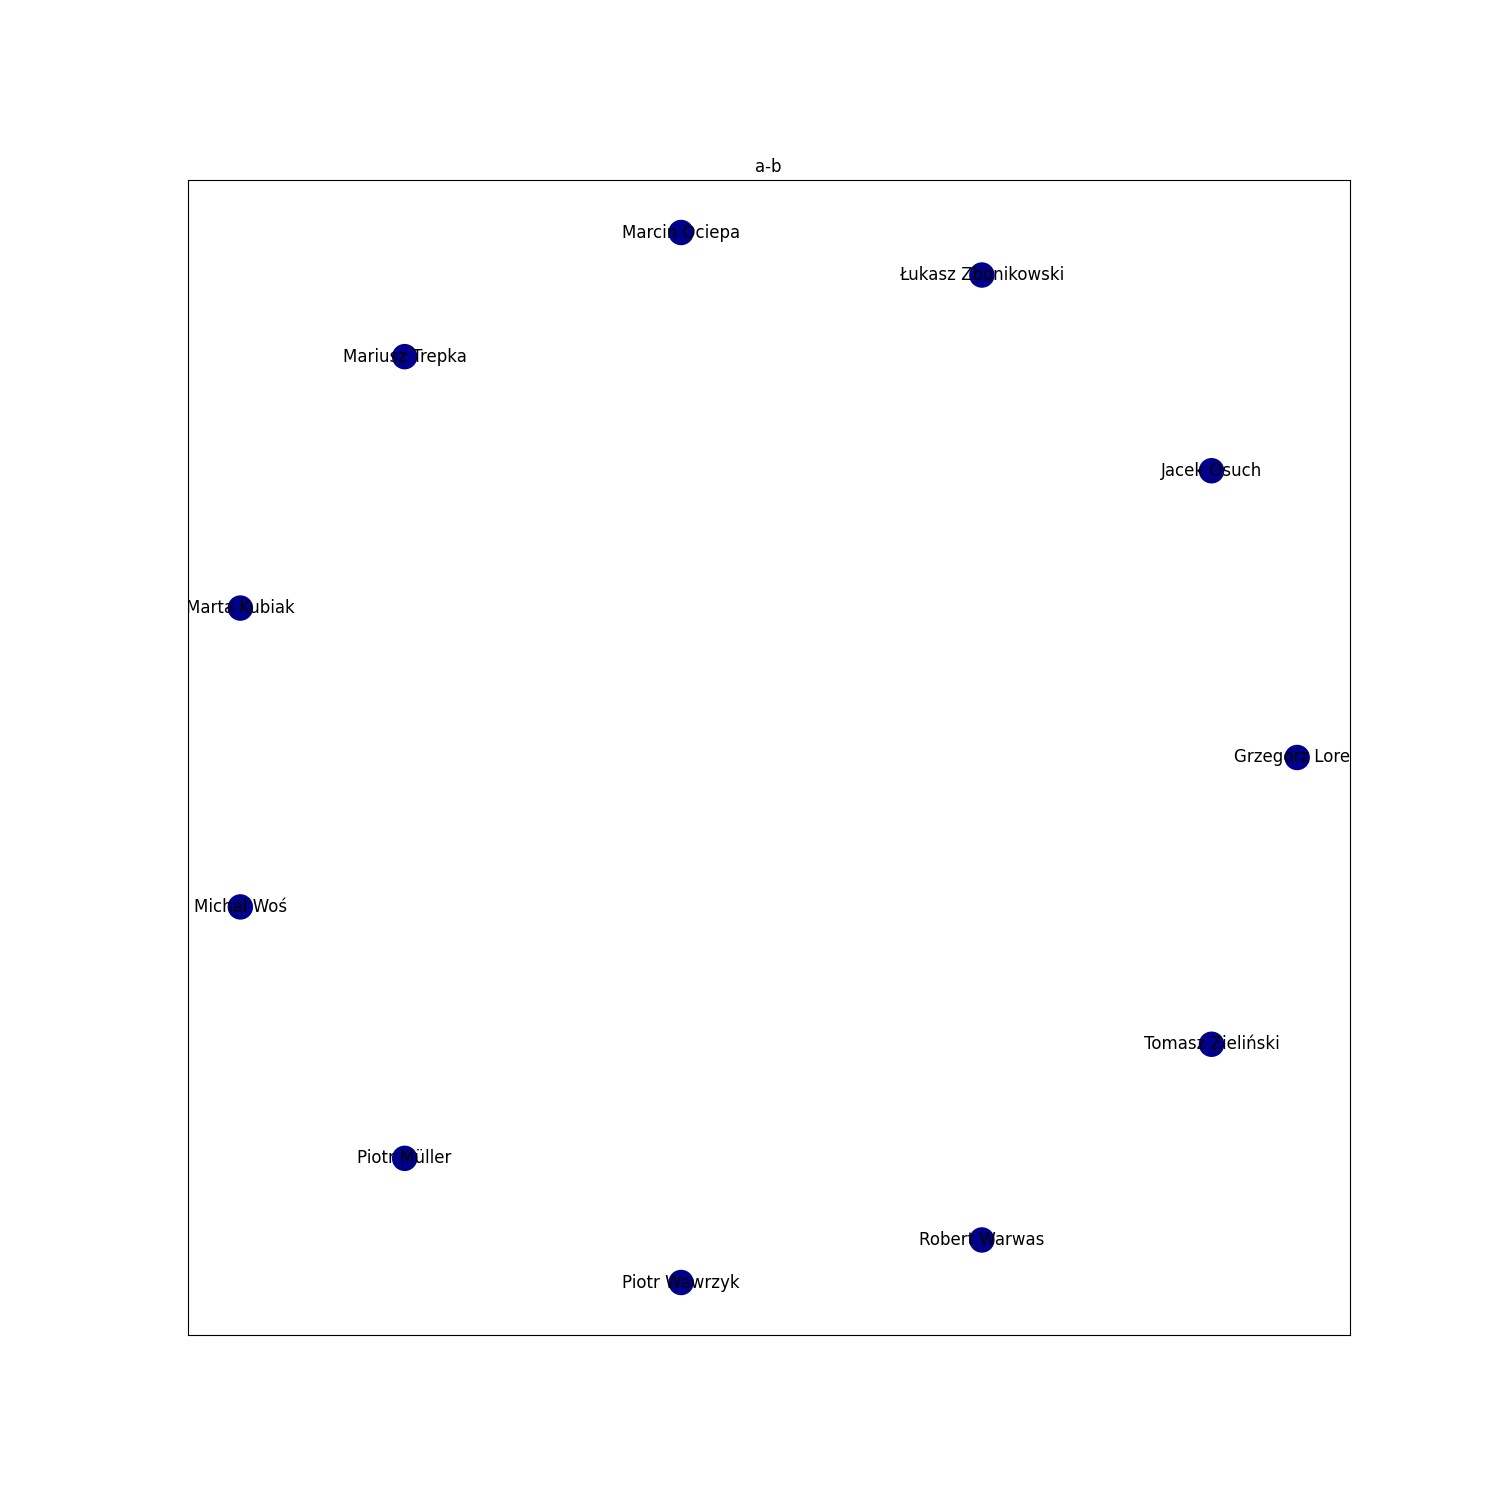 a-b
Marcin Ociepa
Łukasz Zbonikowski
Mariusz Trepka
Jacek Osuch
Marta Kubiak
Grzegorz Lore
Michał Woś
Tomasz Zieliński
Piotr Müller
Robert Warwas
Piotr Wawrzyk